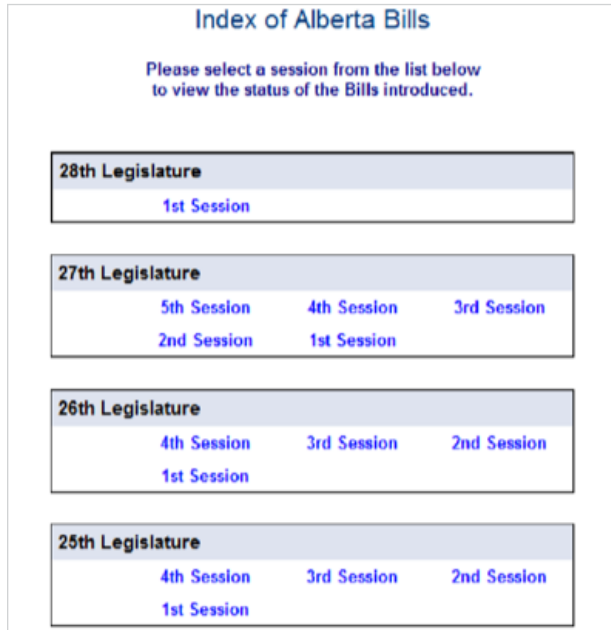 Index of Alberta Bills
Please select a session from the list below
to view the status of the Bills introduced.
28th Legislature
1st Session
27th Legislature
5th Session 4th Session 3rd Session
2nd Session 1st Session
26th Legislature
4th Session 3rd Session 2nd Session
1st Session
25th Legislature
4th Session 3rd Session 2nd Session
1st Session